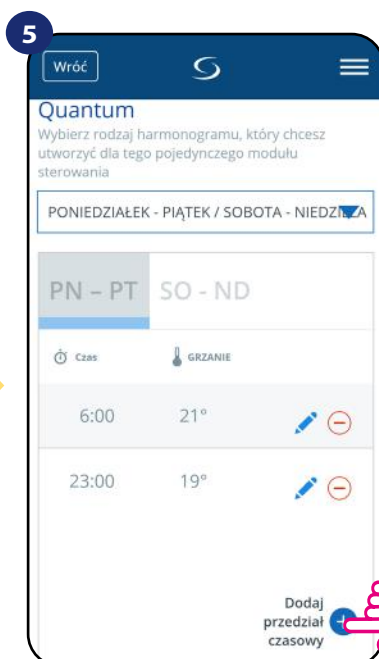 5
Wróć
Quantum
Wybierz rodzaj harmonogramu, który chcesz
utworzyć dla tego pojedynczego modułu
sterowania
PONIEDZIAŁEK - PIĄTEK / SOBOTA - NIEDZIELA
PN – PT SO - ND
Czas GRZANIE
6:00 21°
23:00 19°
Dodaj
przedział
czasowy